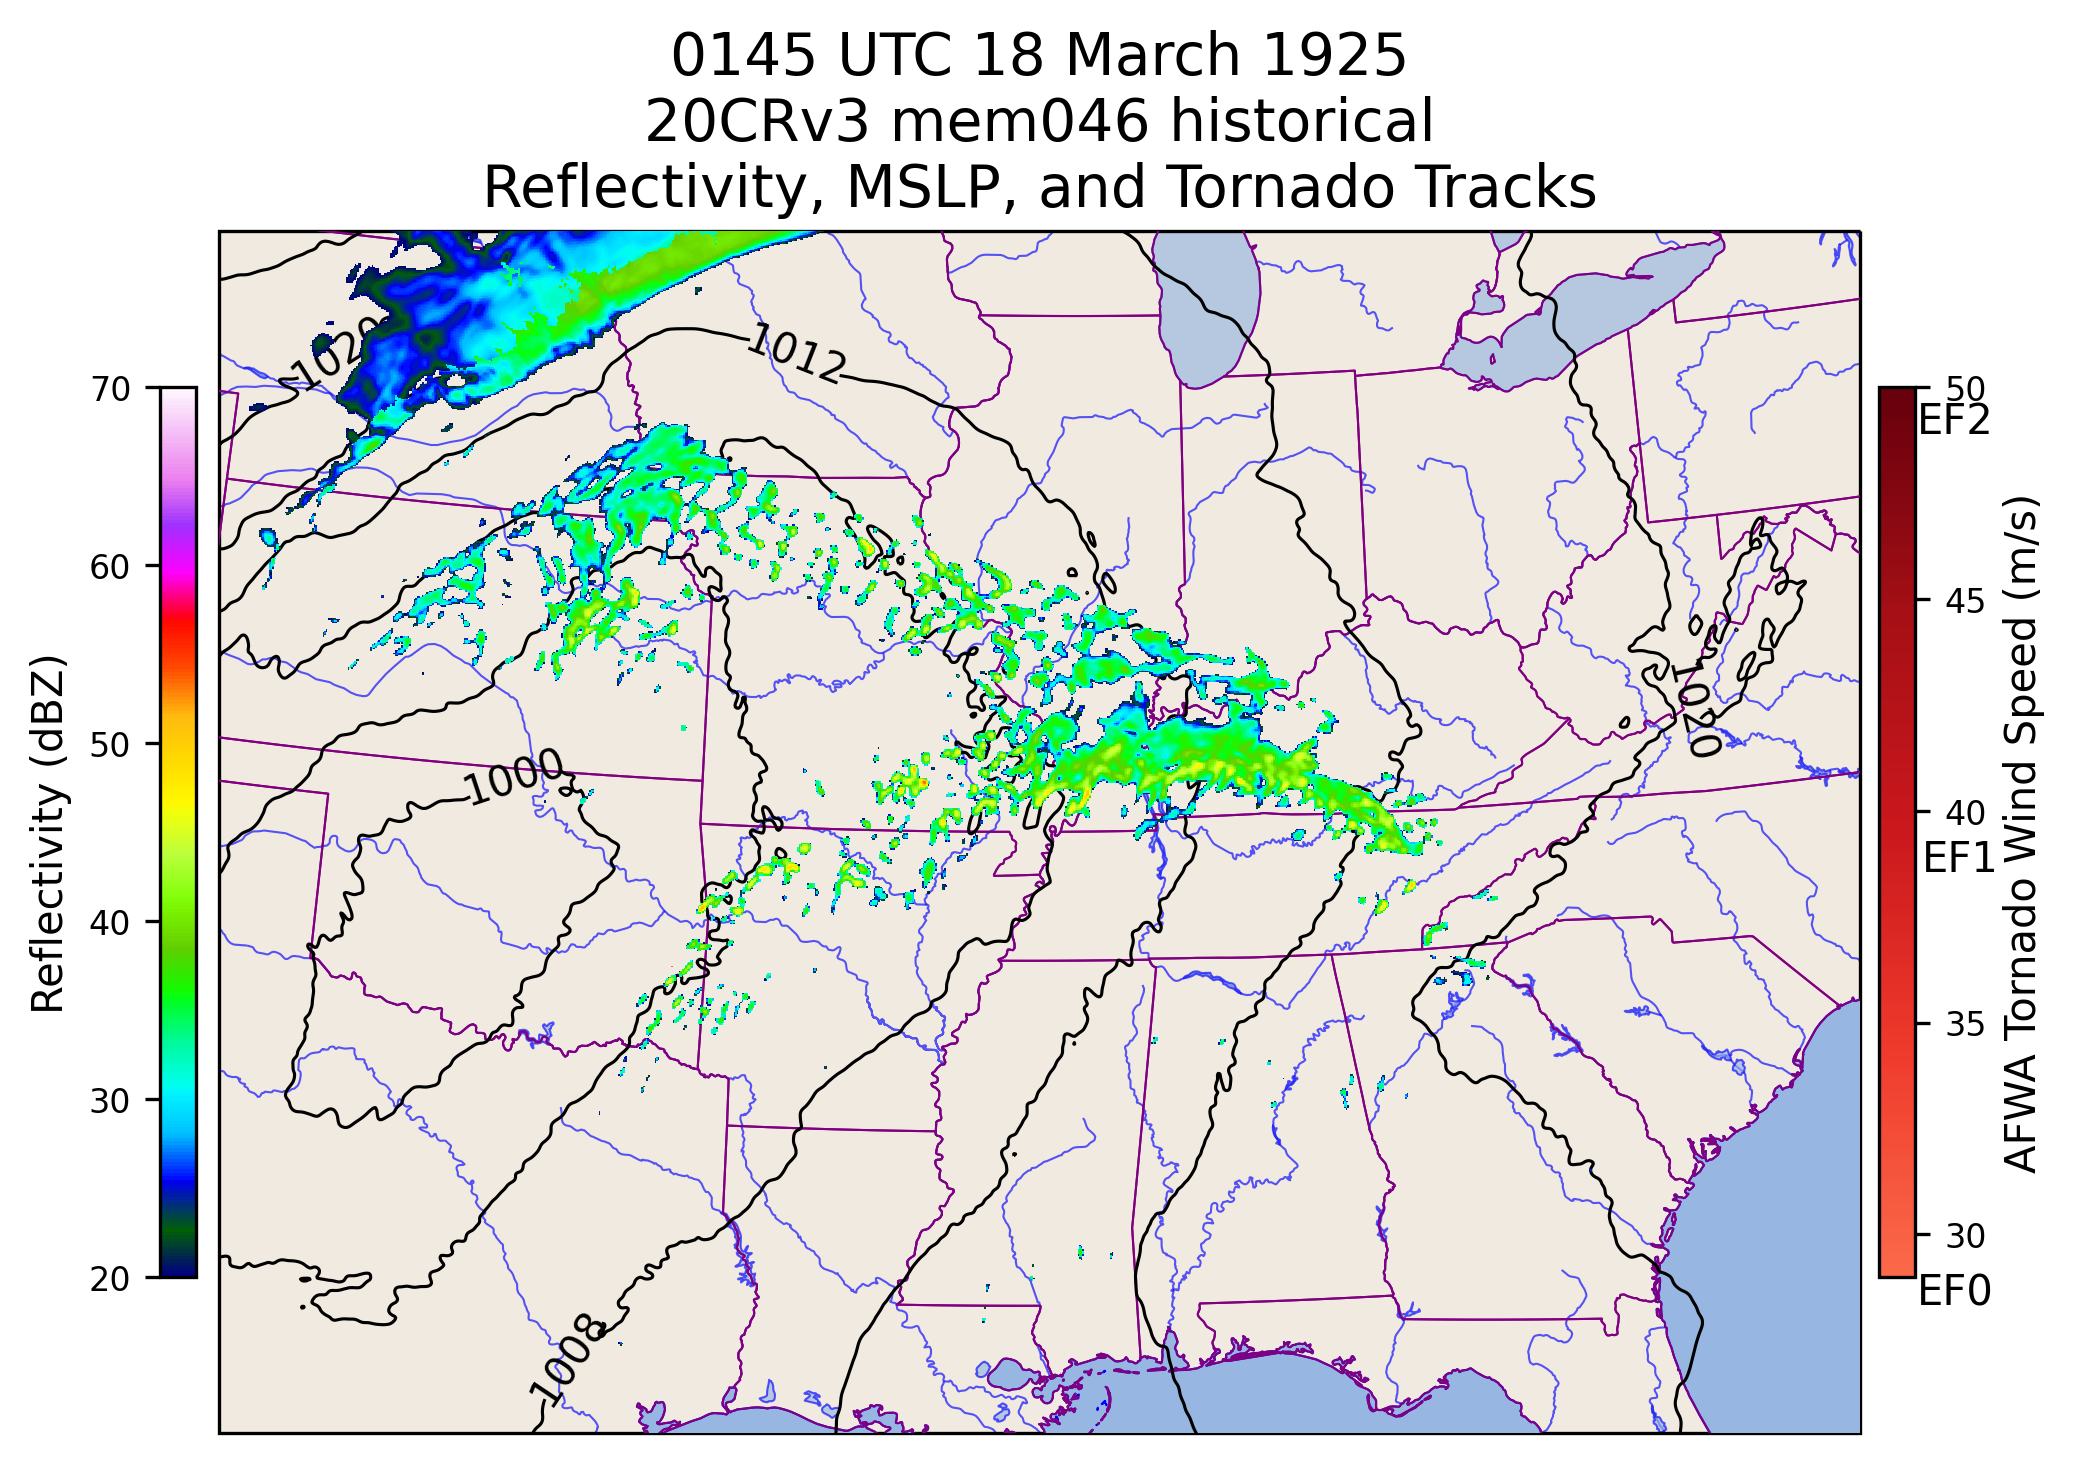 0145 UTC 18 March 1925
20CRv3 mem046 historical
Reflectivity, MSLP, and Tornado Tracks
1020
1012
1020
1000
1008
70
60
50
40
30
20
Reflectivity (dBZ)
50
EF2
45
40
EF1
35
30
EF0
AFWA Tornado Wind Speed (m/s)